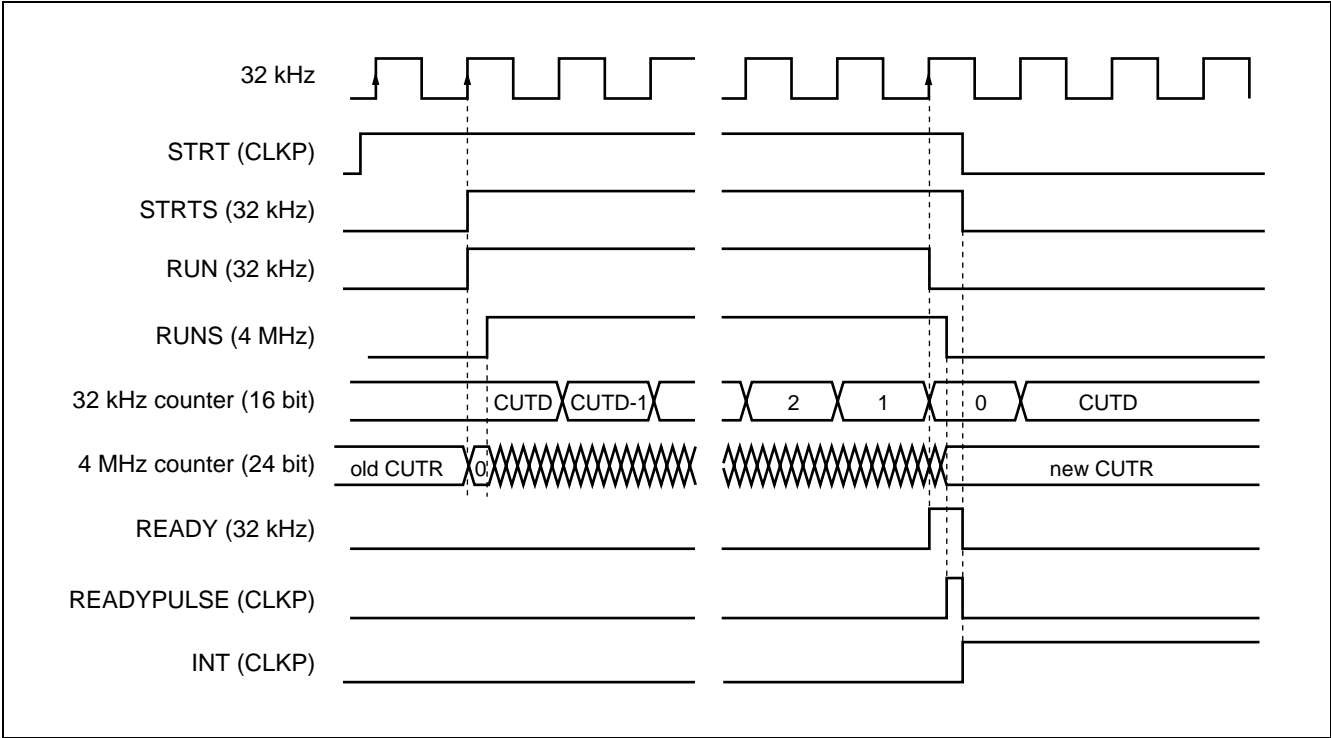 32 kHz
STRT (CLKP)
STRTS (32 kHz)
RUN (32 kHz)
RUNS (4 MHz)
32 kHz counter (16 bit) CUTD CUTD-1 2 1 0 CUTD
4 MHz counter (24 bit) old CUTR 0 new CUTR
READY (32 kHz)
READYPULSE (CLKP)
INT (CLKP)